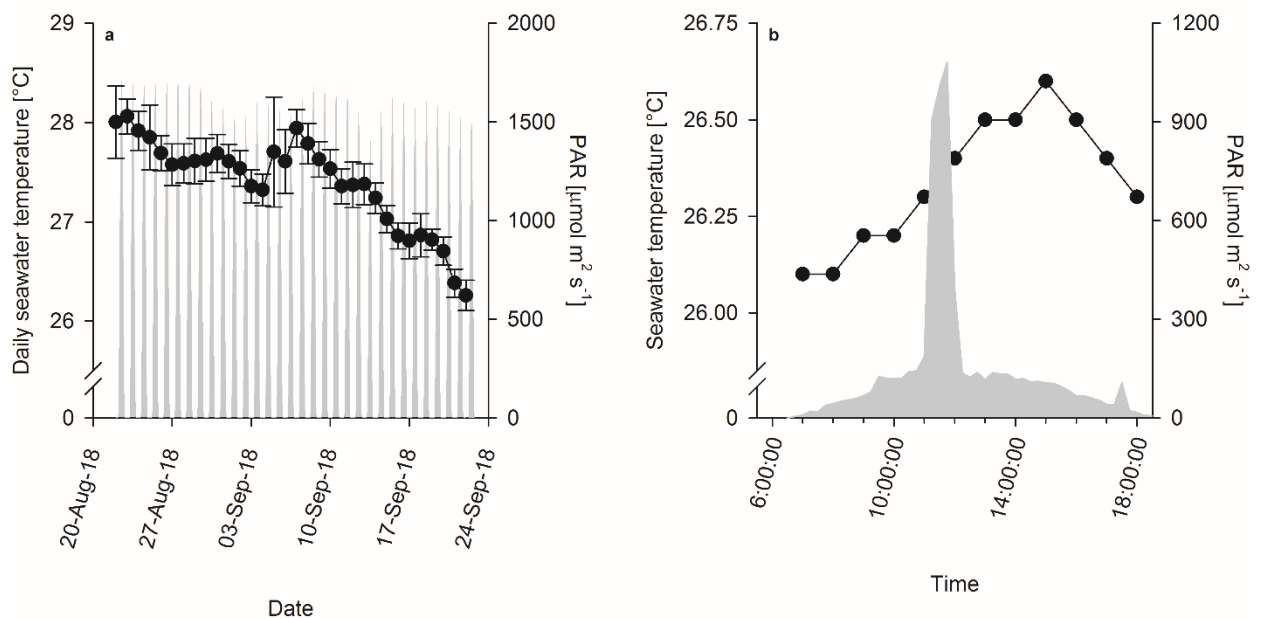 a
29
28
27
26
0
Daily seawater temperature [°C]
2000
1500
1000
500
0
PAR [μmol m² s⁻¹]
20-Aug-18
27-Aug-18
03-Sep-18
10-Sep-18
17-Sep-18
24-Sep-18
Date
b
26.75
26.50
26.25
26.00
0
Seawater temperature [°C]
1200
900
600
300
0
PAR [μmol m² s⁻¹]
6:00:00
10:00:00
14:00:00
18:00:00
Time